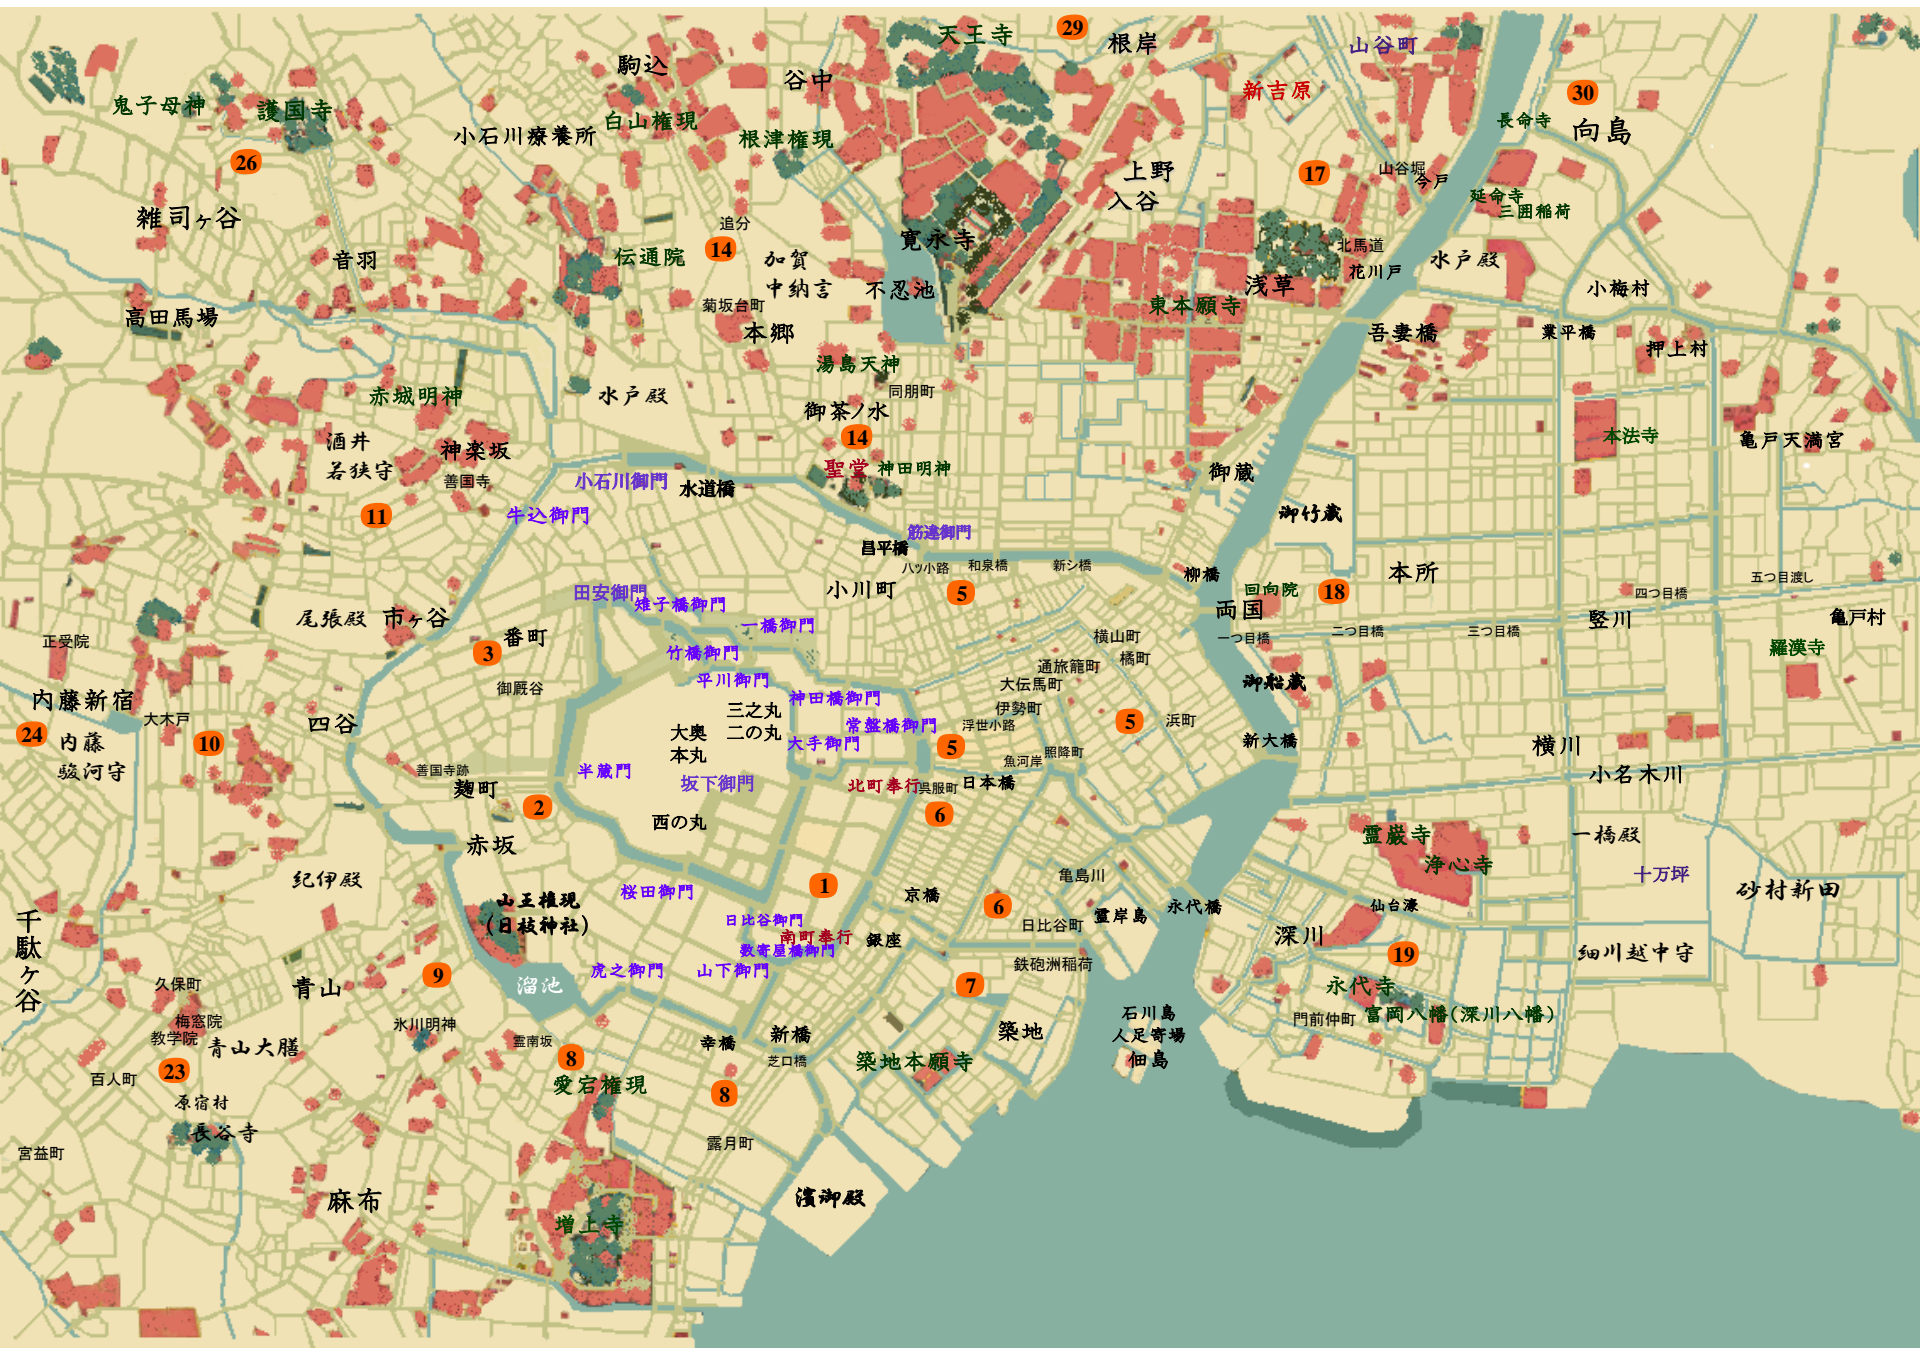 天王寺
29
根岸
山谷町
駒込
谷中
新吉原
30
鬼子母神
護国寺
白山権現
小石川療養所
根津権現
長命寺
向島
26
上野
入谷
17
山谷堀
今戸
延命寺
三囲稲荷
雑司ヶ谷
追分
14
伝通院
音羽
加賀
中納言
寛永寺
不忍池
北馬道
花川戸
水戸殿
浅草
東本願寺
小梅村
高田馬場
菊坂台町
本郷
吾妻橋
業平橋
押上村
湯島天神
同朋町
赤城明神
水戸殿
御茶ノ水
14
酒井
若狭守
神楽坂
善国寺
聖堂
神田明神
本法寺
亀戸天満宮
小石川御門
水道橋
御蔵
11
牛込御門
御竹蔵
筋違御門
昌平橋
八ッ小路
和泉橋
新シ橋
柳橋
本所
五つ目渡し
田安御門
雉子橋御門
小川町
5
回向院
18
四つ目橋
両国
竪川
亀戸村
尾張殿
市ヶ谷
一橋御門
横山町
一つ目橋
二つ目橋
三つ目橋
正受院
3
番町
竹橋御門
橘町
羅漢寺
通旅籠町
平川御門
大伝馬町
御船蔵
御厩谷
内藤新宿
神田橋御門
伊勢町
三之丸
二の丸
大奥
本丸
常盤橋御門
浮世小路
5
浜町
大木戸
四谷
24
内藤
駿河守
10
大手御門
5
照降町
新大橋
横川
魚河岸
善国寺跡
半蔵門
坂下御門
北町奉行
呉服町
日本橋
小名木川
麹町
2
6
西の丸
赤坂
霊巌寺
浄心寺
一橋殿
十万坪
砂村新田
紀伊殿
桜田御門
1
京橋
亀島川
山王権現
(日枝神社)
6
霊岸島
永代橋
仙台濠
日比谷御門
日比谷町
千駄ヶ谷
南町奉行
銀座
数寄屋橋御門
深川
19
細川越中守
鉄砲洲稲荷
虎之御門
山下御門
9
7
溜池
久保町
青山
永代寺
富岡八幡(深川八幡)
門前仲町
梅窓院
教学院
青山大膳
氷川明神
霊南坂
幸橋
新橋
築地
石川島
人足寄場
佃島
8
芝口橋
築地本願寺
23
百人町
愛宕権現
8
原宿村
長谷寺
露月町
宮益町
麻布
濱御殿
増上寺